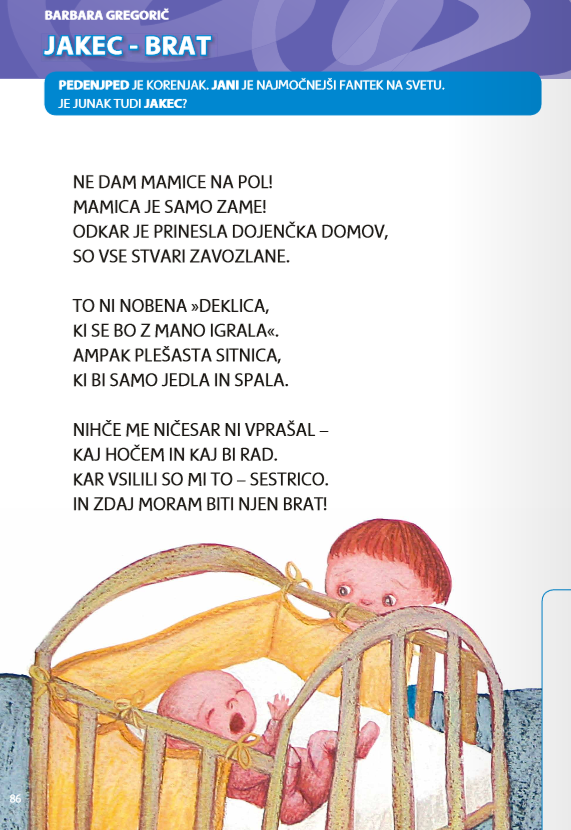 BARBARA GREGORIČ
JAKEC - BRAT
PEDENJPED JE KORENJAK. JANI JE NAJMOČNEJŠI FANTEK NA SVETU.
JE JUNAK TUDI JAKEC?
NE DAM MAMICE NA POL!
MAMICA JE SAMO ZAME!
ODKAR JE PRINESLA DOJENČKA DOMOV,
SO VSE STVARI ZAVOZLANE.
TO NI NOBENA »DEKLICA,
KI SE BO Z MANO IGRALA«.
AMPAK PLEŠASTA SITNICA,
KI BI SAMO JEDLA IN SPALA.
NIHČE ME NIČESAR NI VPRAŠAL –
KAJ HOČEM IN KAJ BI RAD.
KAR VSILILI SO MI TO – SESTRICO.
IN ZDAJ MORAM BITI NJEN BRAT!
86